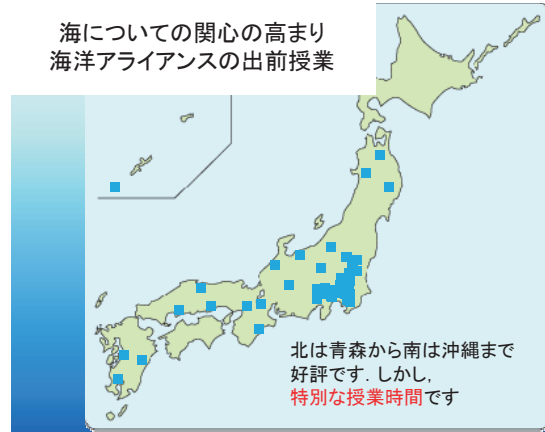 海についての関心の高まり
海洋アライアンスの出前授業
北は青森から南は沖縄まで
好評です．しかし，
特別な授業時間です